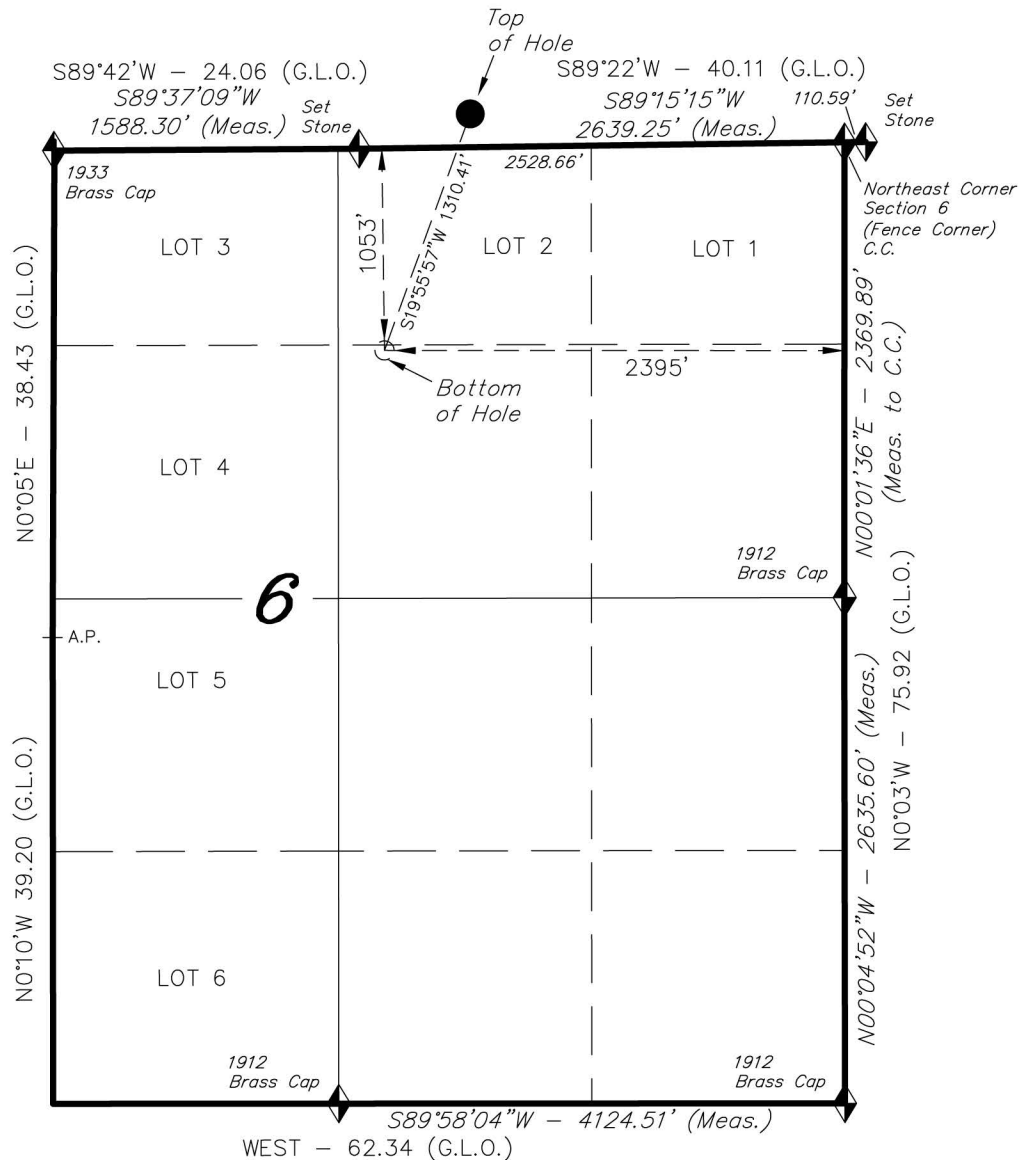 Top
of Hole
S89°42'W – 24.06 (G.L.O.)
S89°37'09"W
1588.30' (Meas.)
Set
Stone
S89°22'W – 40.11 (G.L.O.)
S89°15'15"W
2639.25' (Meas.)
110.59'
Set
Stone
2528.66'
1933
Brass Cap
Northeast Corner
Section 6
(Fence Corner)
C.C.
LOT 3
1053'
S19°55'57"W 1310.41'
LOT 2
LOT 1
2395'
Bottom
of Hole
N0°05'E – 38.43 (G.L.O.)
N00°01'36"E – 2369.89'
(Meas. to C.C.)
LOT 4
1912
Brass Cap
6
A.P.
LOT 5
N0°03'W – 75.92 (G.L.O.)
N00°04'52"W – 2635.60' (Meas.)
N0°10'W 39.20 (G.L.O.)
LOT 6
1912
Brass Cap
1912
Brass Cap
S89°58'04"W – 4124.51' (Meas.)
WEST – 62.34 (G.L.O.)